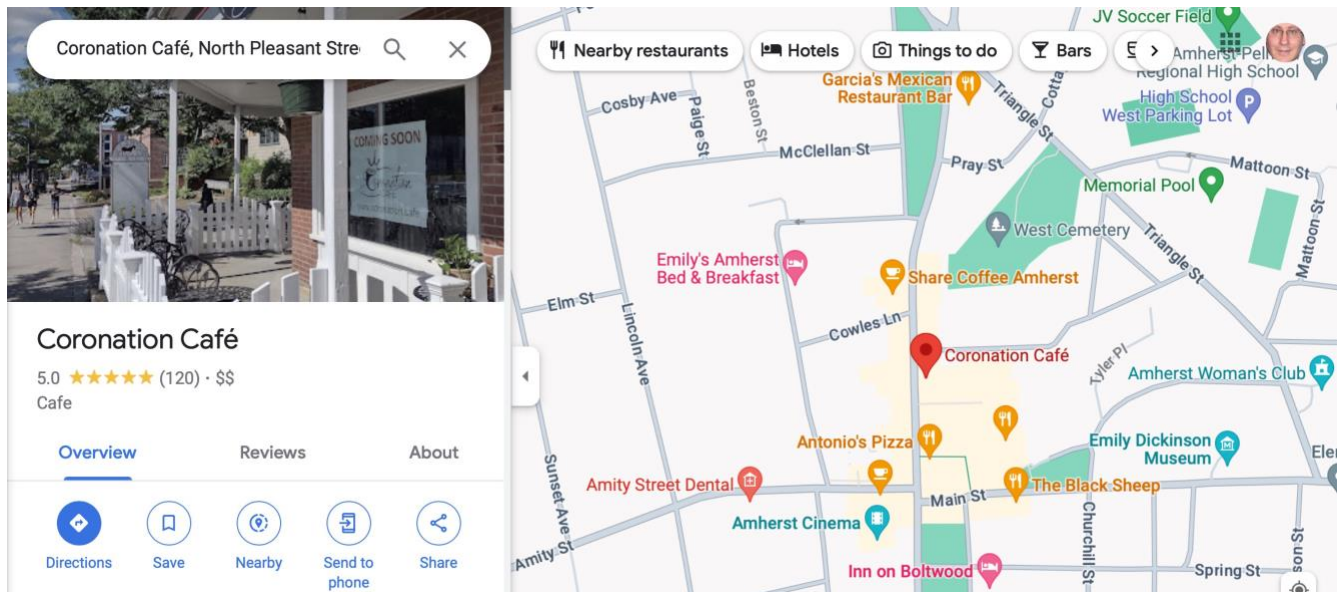 Coronation Café, North Pleasant Stre
Nearby restaurants
Hotels
Things to do
Bars
COMING SOON
Coronation
Coronation Café
5.0 (120) · $$
Cafe
Overview
Reviews
About
Directions
Save
Nearby
Send to
phone
Share
JV Soccer Field
Regional High School
High School
West Parking Lot
Garcia's Mexican
Restaurant Bar
Triangle St
Cosby Ave
Paige St
Beston St
McClellan St
Pray St
Mattoon St
Memorial Pool
West Cemetery
Triangle St
Mattoon St
Emily's Amherst
Bed & Breakfast
Share Coffee Amherst
Elm St
Lincoln Ave
Cowles Ln
Coronation Café
Tyler Pl
Amherst Woman's Club
Antonio's Pizza
Emily Dickinson
Museum
Sunset Ave
Amity Street Dental
Main St
The Black Sheep
Amherst Cinema
Amity St
Churchill St
Inn on Boltwood
Spring St
son St